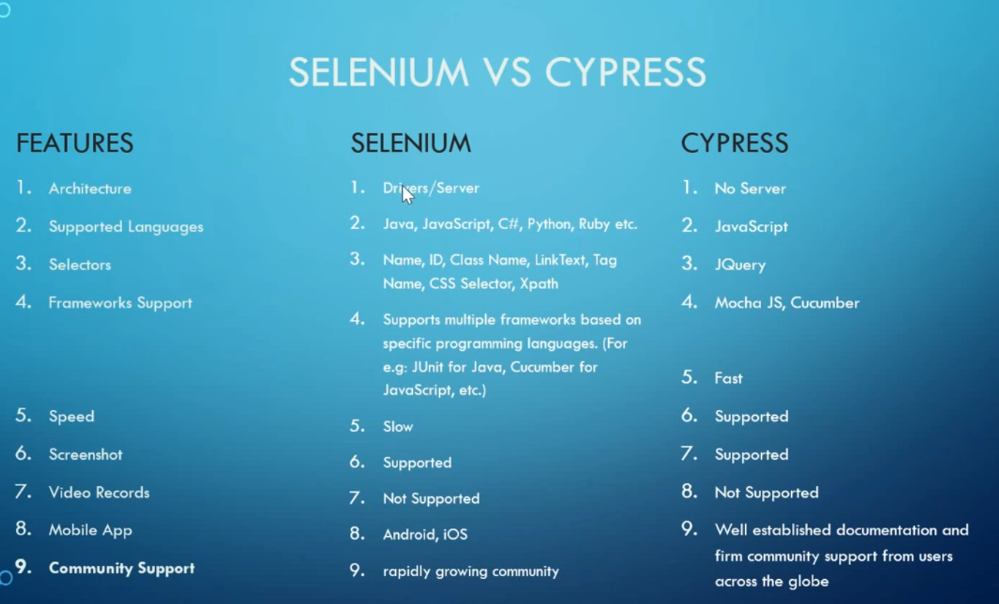 SELENIUM VS CYPRESS
FEATURES
1. Architecture
2. Supported Languages
3. Selectors
4. Frameworks Support
5. Speed
6. Screenshot
7. Video Records
8. Mobile App
9. Community Support
SELENIUM
1. Drivers/Server
2. Java, JavaScript, C#, Python, Ruby etc.
3. Name, ID, Class Name, LinkText, Tag
Name, CSS Selector, Xpath
4. Supports multiple frameworks based on
specific programming languages. (For
e.g: JUnit for Java, Cucumber for
JavaScript, etc.)
5. Slow
6. Supported
7. Not Supported
8. Android, iOS
9. rapidly growing community
CYPRESS
1. No Server
2. JavaScript
3. JQuery
4. Mocha JS, Cucumber
5. Fast
6. Supported
7. Supported
8. Not Supported
9. Well established documentation and
firm community support from users
across the globe